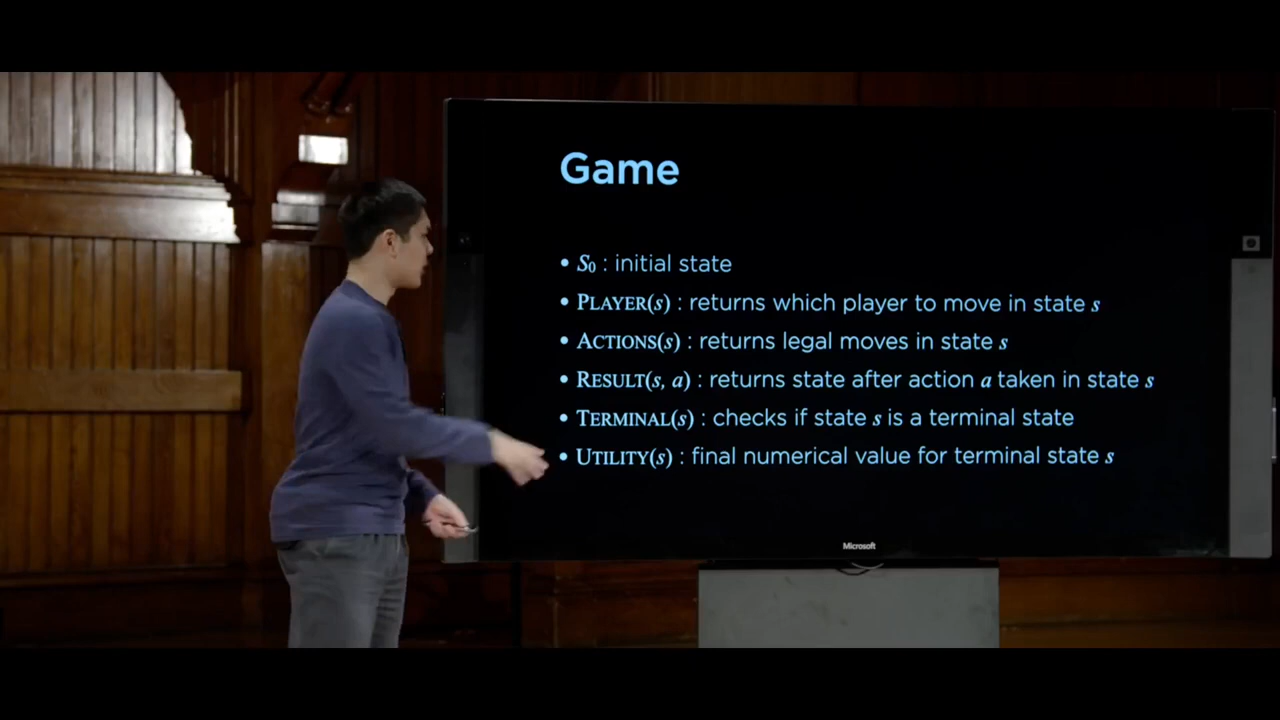 Game
• S₀ : initial state
• PLAYER(s) : returns which player to move in state s
• ACTIONS(s) : returns legal moves in state s
• RESULT(s, a) : returns state after action a taken in state s
• TERMINAL(s) : checks if state s is a terminal state
• UTILITY(s) : final numerical value for terminal state s
Microsoft